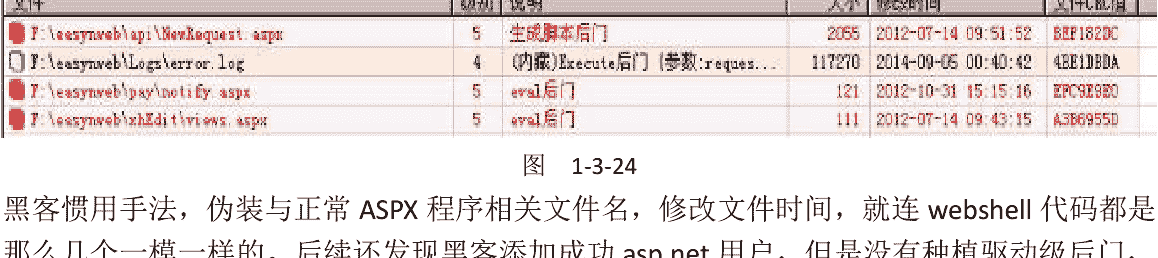 文件 级别 说明 大小 修改时间 文件CRC值
F:\easynweb\api\NewRequest.aspx 5 生成脚本后门 2055 2012-07-14 09:51:52
F:\easynweb\Logs\error.log 4 (内藏)Execute后门 (参数:reques... 117270 2014-09-05 00:40:42 4BE1DBDA
F:\easynweb\pay\notify.aspx 5 eval后门 121 2012-10-31 15:15:16
F:\easynweb\zhEdit\views.aspx 5 eval后门 111 2012-07-14 09:43:15 A3B6955D
图 1-3-24
黑客惯用手法，伪装与正常 ASPX 程序相关文件名，修改文件时间，就连 webshell 代码都是
那么几个一模一样的。后续还发现黑客添加成功 asp.net 用户，但是没有种植驱动级后门，